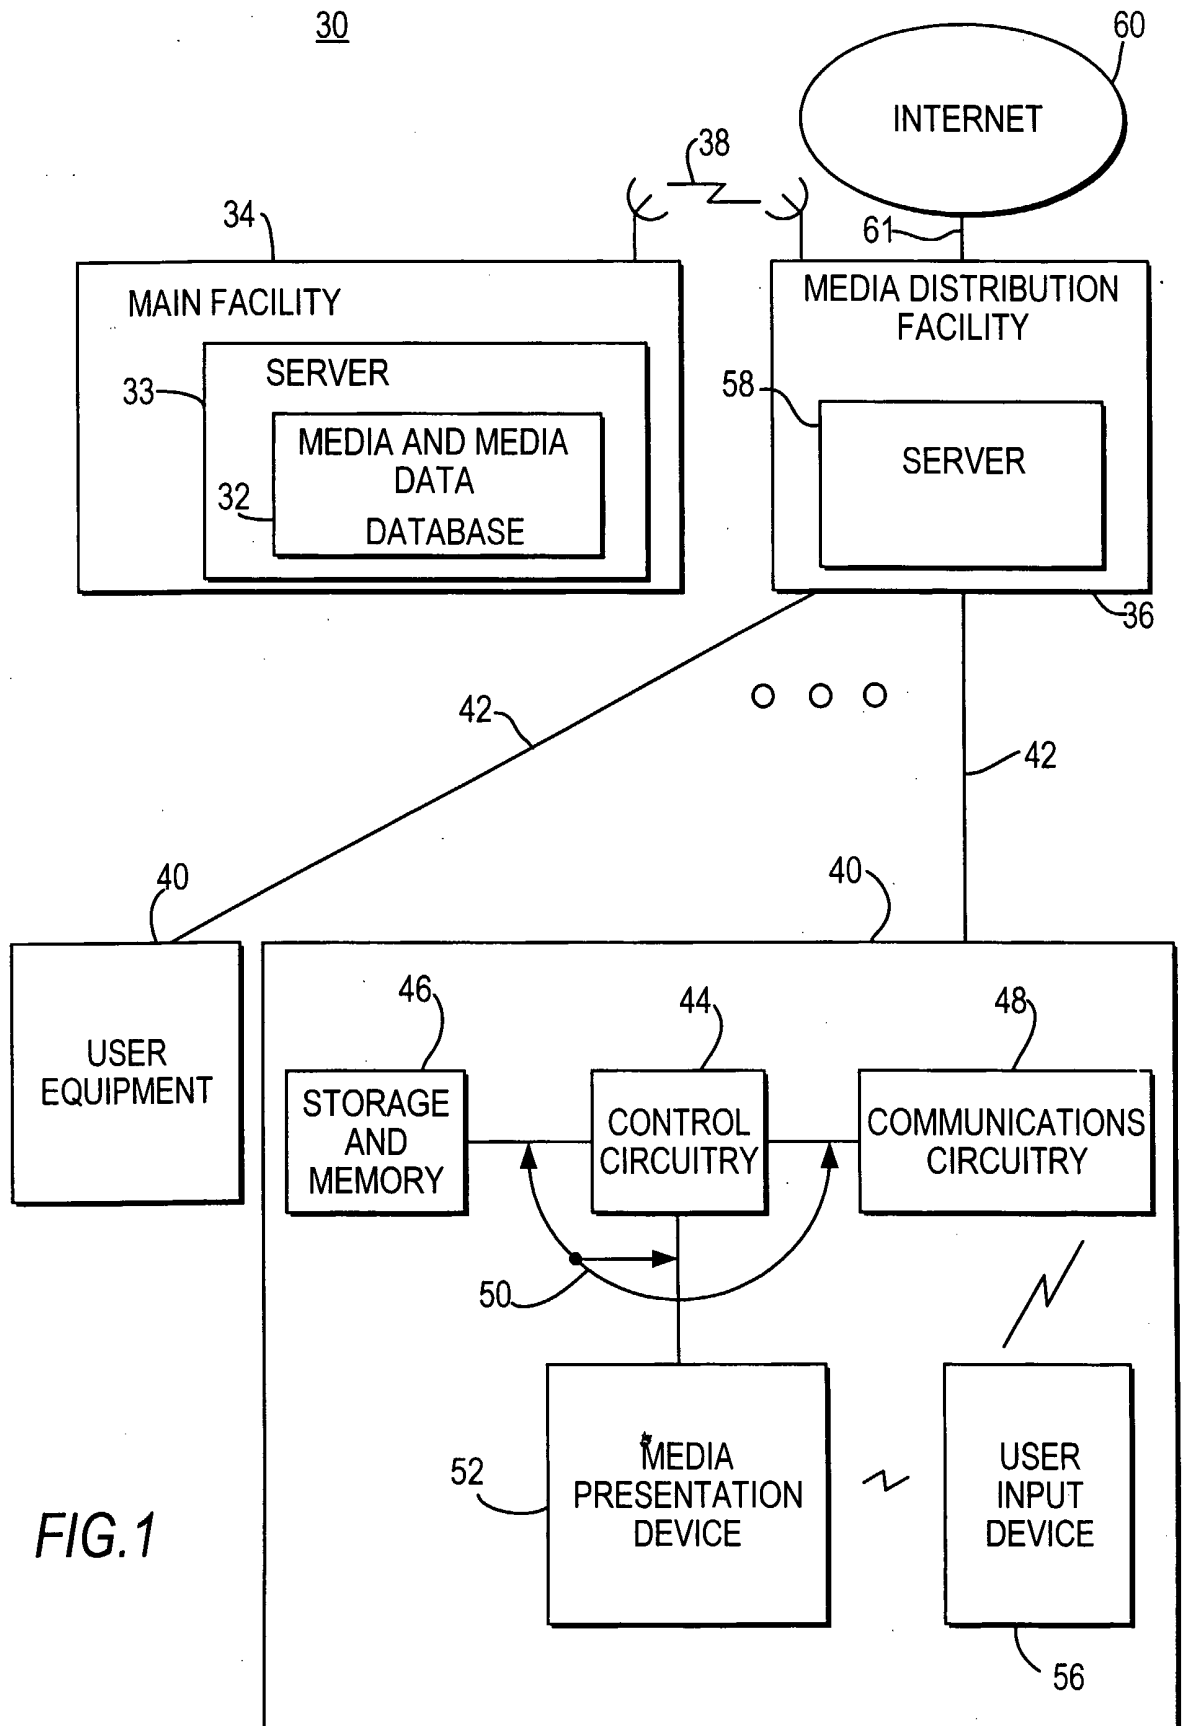 30
60
INTERNET
38
34
61
MAIN FACILITY
MEDIA DISTRIBUTION
FACILITY
33
SERVER
58
MEDIA AND MEDIA
DATA
DATABASE
32
SERVER
36
42
42
40
40
46
44
48
USER
EQUIPMENT
STORAGE
AND
MEMORY
CONTROL
CIRCUITRY
COMMUNICATIONS
CIRCUITRY
50
52
MEDIA
PRESENTATION
DEVICE
USER
INPUT
DEVICE
FIG.1
56